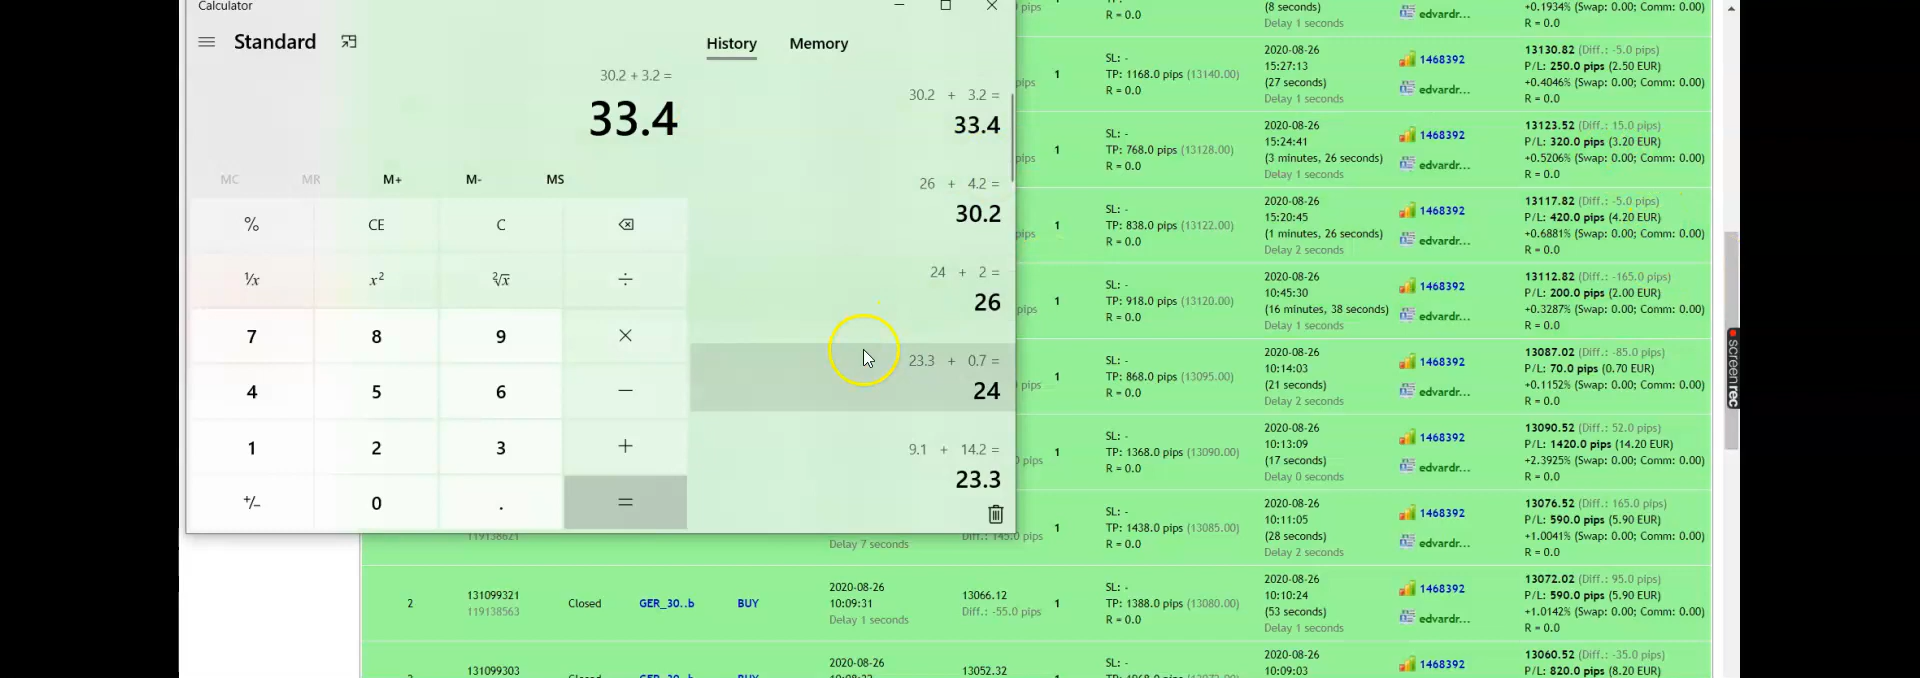 Calculator
Standard
History Memory
30.2 + 3.2 =
33.4
MC MR M+ M- MS
% CE C
¹/x x² ²√x ÷
7 8 9 ×
4 5 6 −
1 2 3 +
+/− 0 . =
30.2 + 3.2 =
33.4
26 + 4.2 =
30.2
24 + 2 =
26
23.3 + 0.7 =
24
9.1 + 14.2 =
23.3
pips
R = 0.0
(8 seconds)
Delay 1 seconds
edvardr...
+0.1934% (Swap: 0.00; Comm: 0.00)
R = 0.0
pips
1
SL: -
TP: 1168.0 pips (13140.00)
R = 0.0
2020-08-26
15:27:13
(27 seconds)
Delay 1 seconds
1468392
edvardr...
13130.82 (Diff.: -5.0 pips)
P/L: 250.0 pips (2.50 EUR)
+0.4046% (Swap: 0.00; Comm: 0.00)
R = 0.0
pips
1
SL: -
TP: 768.0 pips (13128.00)
R = 0.0
2020-08-26
15:24:41
(3 minutes, 26 seconds)
Delay 1 seconds
1468392
edvardr...
13123.52 (Diff.: 15.0 pips)
P/L: 320.0 pips (3.20 EUR)
+0.5206% (Swap: 0.00; Comm: 0.00)
R = 0.0
pips
1
SL: -
TP: 838.0 pips (13122.00)
R = 0.0
2020-08-26
15:20:45
(1 minutes, 26 seconds)
Delay 2 seconds
1468392
edvardr...
13117.82 (Diff.: -5.0 pips)
P/L: 420.0 pips (4.20 EUR)
+0.6881% (Swap: 0.00; Comm: 0.00)
R = 0.0
pips
1
SL: -
TP: 918.0 pips (13120.00)
R = 0.0
2020-08-26
10:45:30
(16 minutes, 38 seconds)
Delay 1 seconds
1468392
edvardr...
13112.82 (Diff.: -165.0 pips)
P/L: 200.0 pips (2.00 EUR)
+0.3287% (Swap: 0.00; Comm: 0.00)
R = 0.0
pips
1
SL: -
TP: 868.0 pips (13095.00)
R = 0.0
2020-08-26
10:14:03
(21 seconds)
Delay 2 seconds
1468392
edvardr...
13087.02 (Diff.: -85.0 pips)
P/L: 70.0 pips (0.70 EUR)
+0.1152% (Swap: 0.00; Comm: 0.00)
R = 0.0
pips
1
SL: -
TP: 1368.0 pips (13090.00)
R = 0.0
2020-08-26
10:13:09
(17 seconds)
Delay 0 seconds
1468392
edvardr...
13090.52 (Diff.: 52.0 pips)
P/L: 1420.0 pips (14.20 EUR)
+2.3925% (Swap: 0.00; Comm: 0.00)
R = 0.0
119138621
Delay 7 seconds
Diff.: 145.0 pips
1
SL: -
TP: 1438.0 pips (13085.00)
R = 0.0
2020-08-26
10:11:05
(28 seconds)
Delay 2 seconds
1468392
edvardr...
13076.52 (Diff.: 165.0 pips)
P/L: 590.0 pips (5.90 EUR)
+1.0041% (Swap: 0.00; Comm: 0.00)
R = 0.0
2
131099321
119138563
Closed
GER_30..b
BUY
2020-08-26
10:09:31
Delay 1 seconds
13066.12
Diff.: -55.0 pips
1
SL: -
TP: 1388.0 pips (13080.00)
R = 0.0
2020-08-26
10:10:24
(53 seconds)
Delay 1 seconds
1468392
edvardr...
13072.02 (Diff.: 95.0 pips)
P/L: 590.0 pips (5.90 EUR)
+1.0142% (Swap: 0.00; Comm: 0.00)
R = 0.0
131099303
2020-08-26
13052.32
SL: -
2020-08-26
10:09:03
1468392
13060.52 (Diff.: -35.0 pips)
P/L: 820.0 pips (8.20 EUR)
screenrec